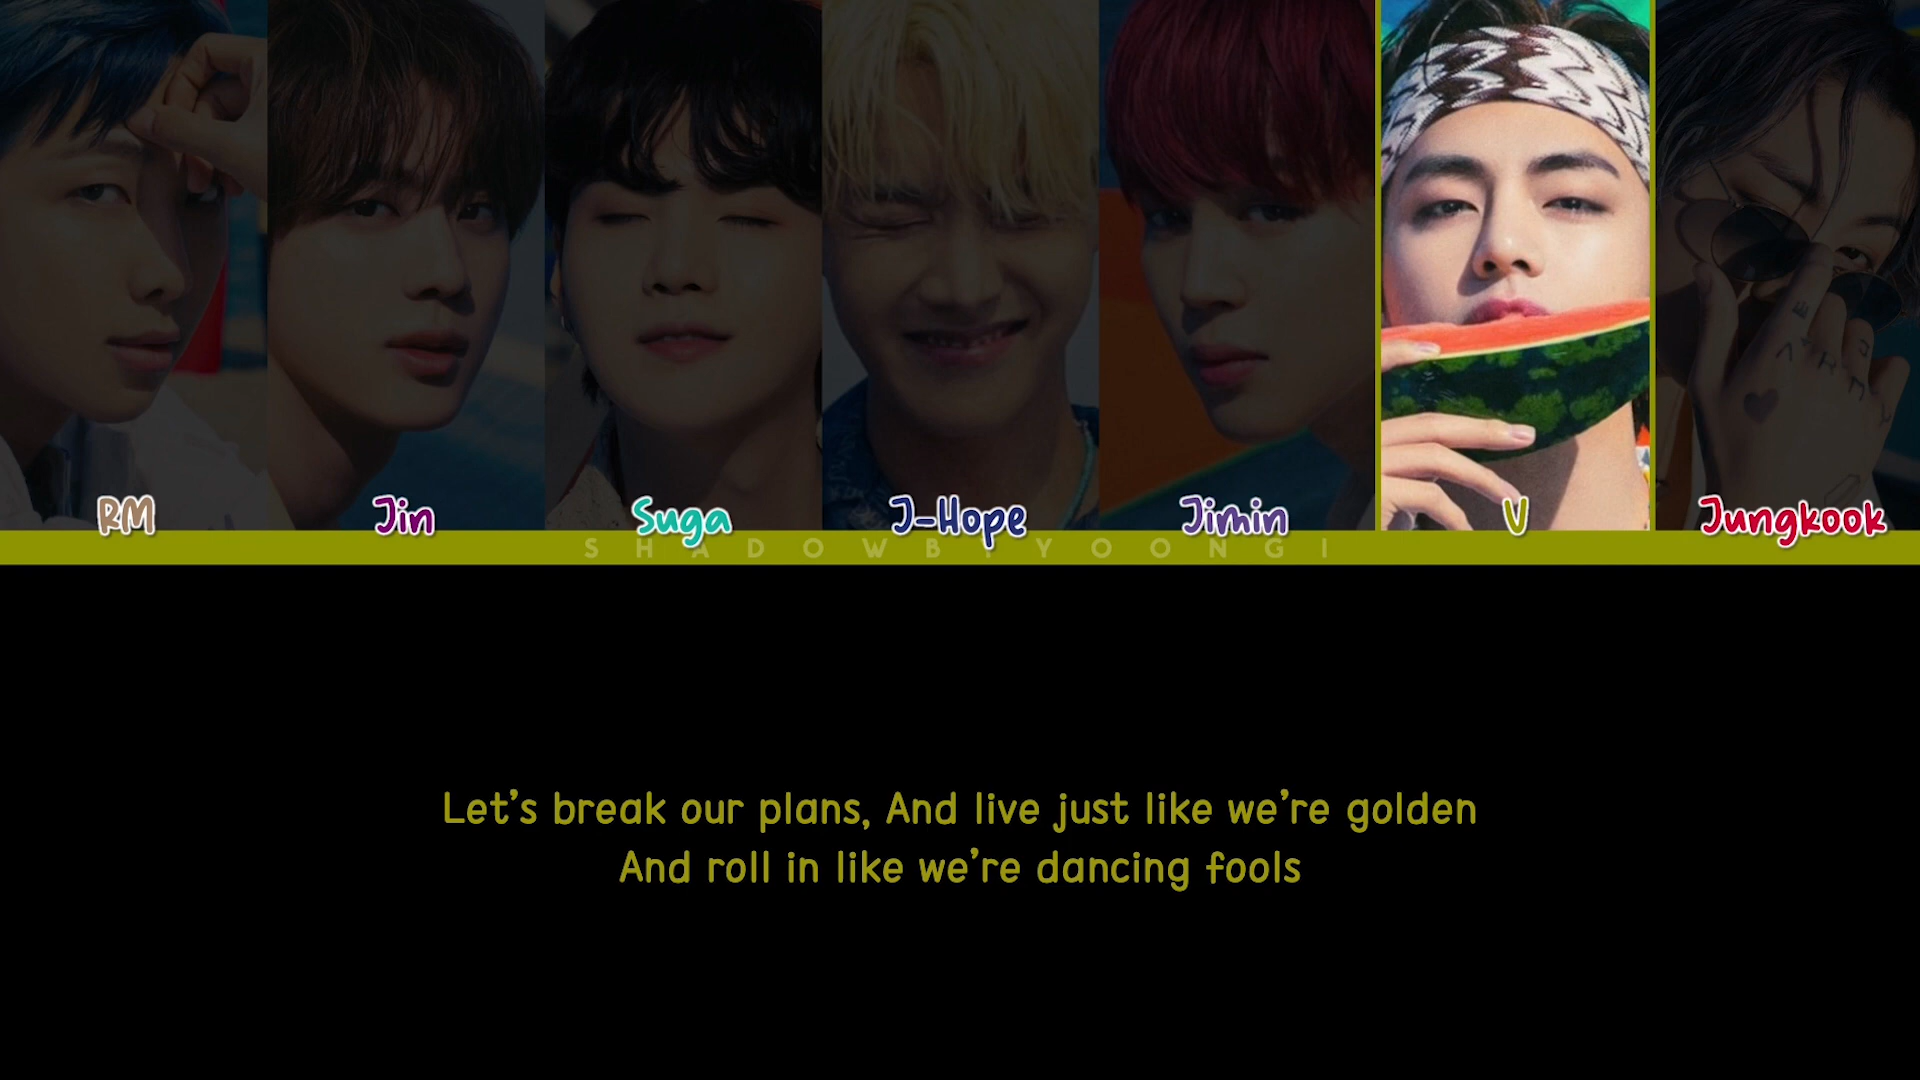 RM
Jin
Suga
J-Hope
Jimin
V
Jungkook
SHADOWBYYOONGI
Let's break our plans, And live just like we're golden
And roll in like we're dancing fools